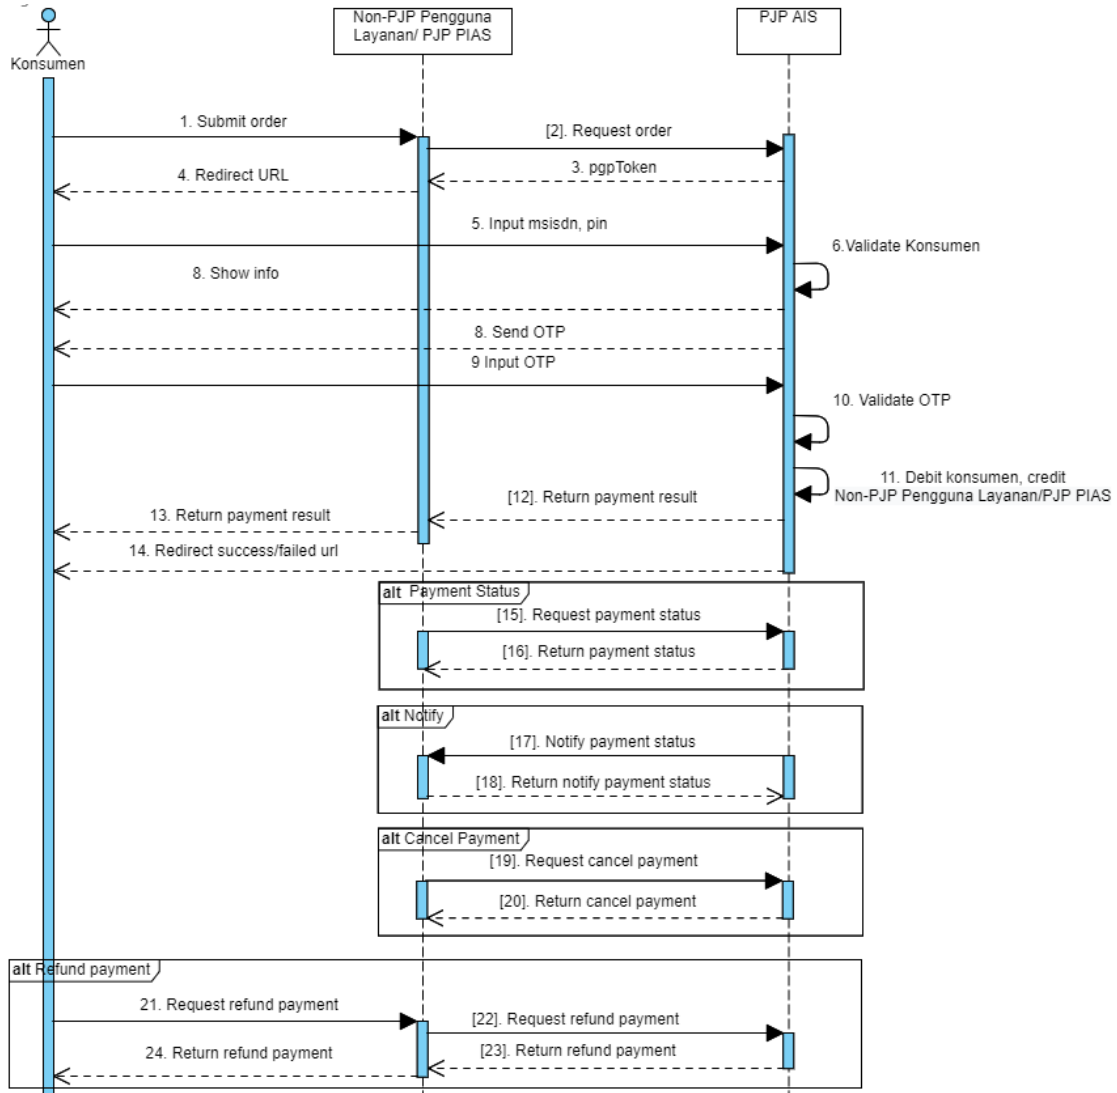 Konsumen
Non-PJP Pengguna
Layanan/ PJP PIAS
PJP AIS
1. Submit order
[2]. Request order
3. pgpToken
4. Redirect URL
5. Input msisdn, pin
6.Validate Konsumen
8. Show info
8. Send OTP
9 Input OTP
10. Validate OTP
11. Debit konsumen, credit
Non-PJP Pengguna Layanan/PJP PIAS
[12]. Return payment result
13. Return payment result
14. Redirect success/failed url
alt Payment Status
[15]. Request payment status
[16]. Return payment status
alt Notify
[17]. Notify payment status
[18]. Return notify payment status
alt Cancel Payment
[19]. Request cancel payment
[20]. Return cancel payment
alt Refund payment
21. Request refund payment
[22]. Request refund payment
[23]. Return refund payment
24. Return refund payment